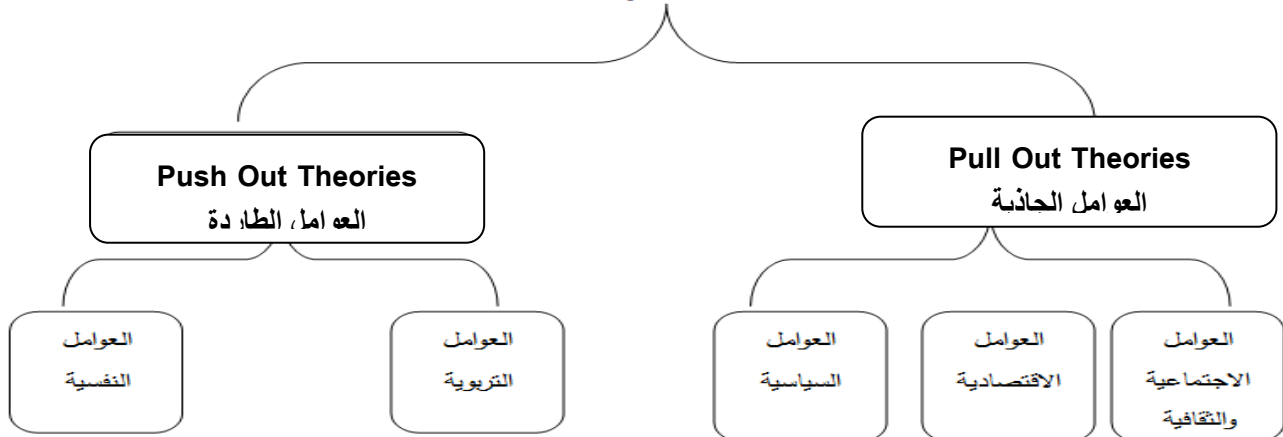 Push Out Theories
العوامل الطاردة
Pull Out Theories
العوامل الجاذبة
العوامل
النفسية
العوامل
التربوية
العوامل
السياسية
العوامل
الاقتصادية
العوامل
الاجتماعية
والثقافية